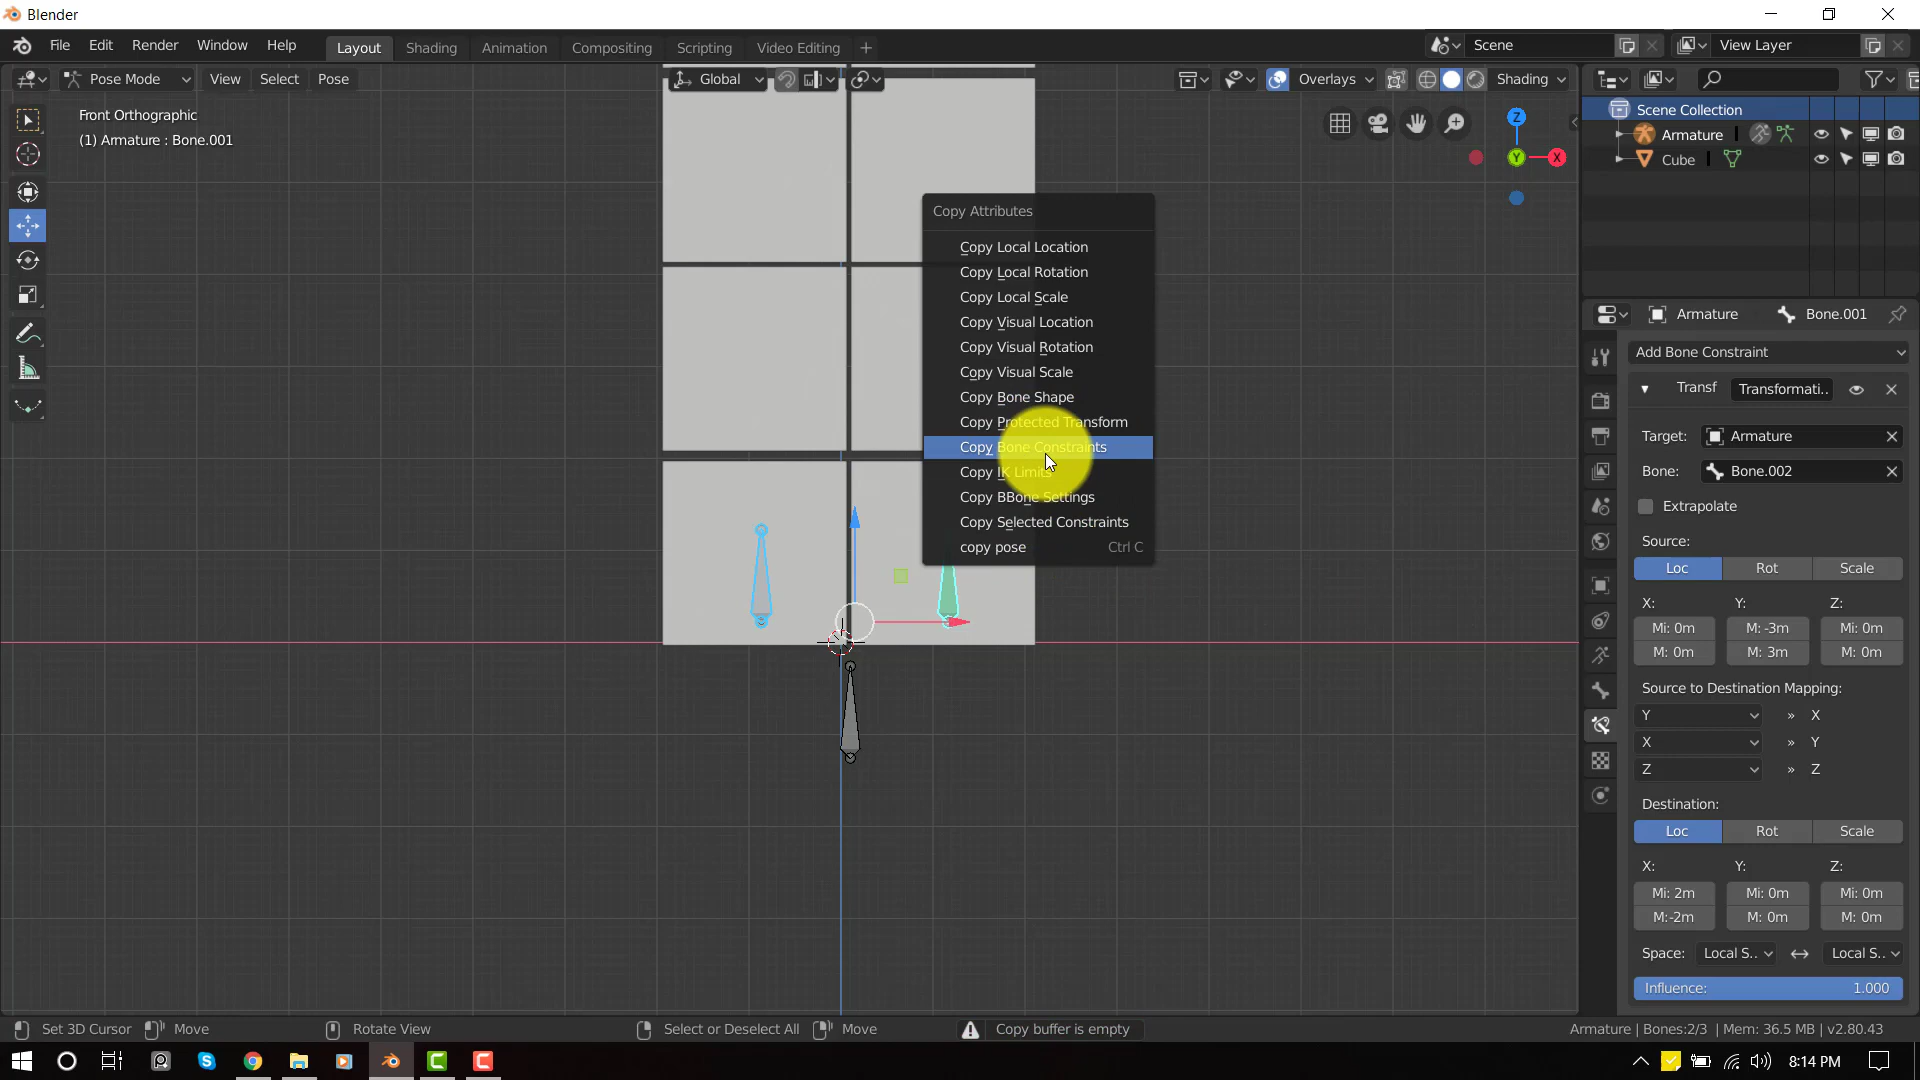 Blender
File Edit Render Window Help Layout Shading Animation Compositing Scripting Video Editing + Scene View Layer
Pose Mode View Select Pose Global Overlays Shading
Front Orthographic
(1) Armature : Bone.001
Z
Y X
Copy Attributes
Copy Local Location
Copy Local Rotation
Copy Local Scale
Copy Visual Location
Copy Visual Rotation
Copy Visual Scale
Copy Bone Shape
Copy Protected Transform
Copy Bone Constraints
Copy IK Limits
Copy BBone Settings
Copy Selected Constraints
copy pose Ctrl C
Scene Collection
Armature
Cube
Armature Bone.001
Add Bone Constraint
Transf Transformati..
Target: Armature
Bone: Bone.002
Extrapolate
Source:
Loc Rot Scale
X: Y: Z:
Mi: 0m M: -3m Mi: 0m
M: 0m M: 3m M: 0m
Source to Destination Mapping:
Y » X
X » Y
Z » Z
Destination:
Loc Rot Scale
X: Y: Z:
Mi: 2m Mi: 0m Mi: 0m
M:-2m M: 0m M: 0m
Space: Local S.. Local S..
Influence: 1.000
Set 3D Cursor Move Rotate View Select or Deselect All Move Copy buffer is empty Armature | Bones:2/3 | Mem: 36.5 MB | v2.80.43
8:14 PM